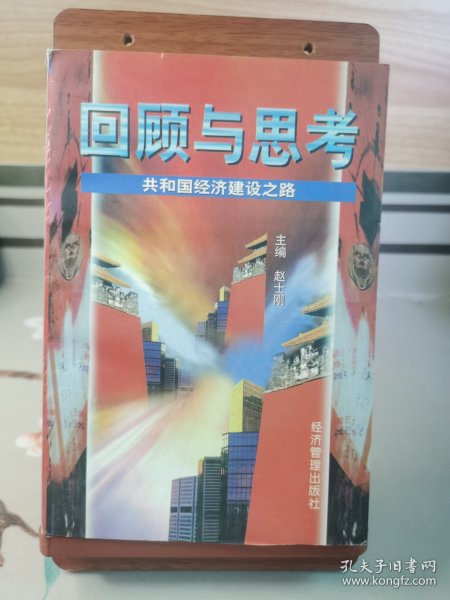 回顾与思考
共和国经济建设之路
主编 赵士刚
经济管理出版社
孔夫子旧书网
www.kongfz.com